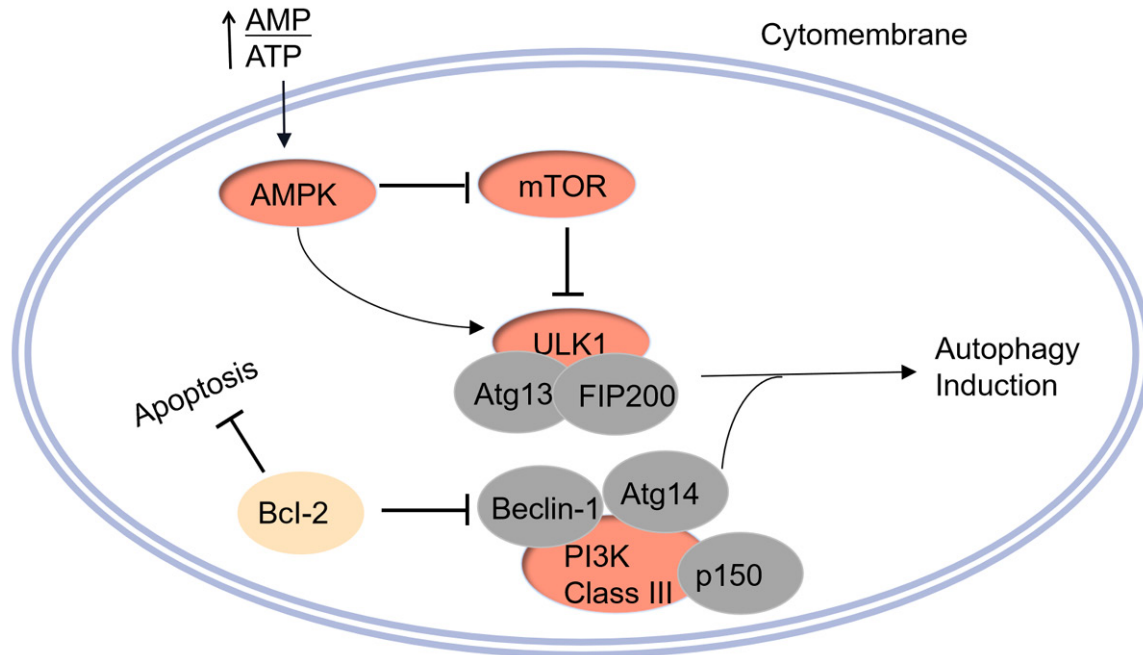 AMP
ATP
Cytomembrane
AMPK
mTOR
ULK1
Atg13
FIP200
Autophagy
Induction
Apoptosis
Bcl-2
Beclin-1
Atg14
PI3K
Class III
p150